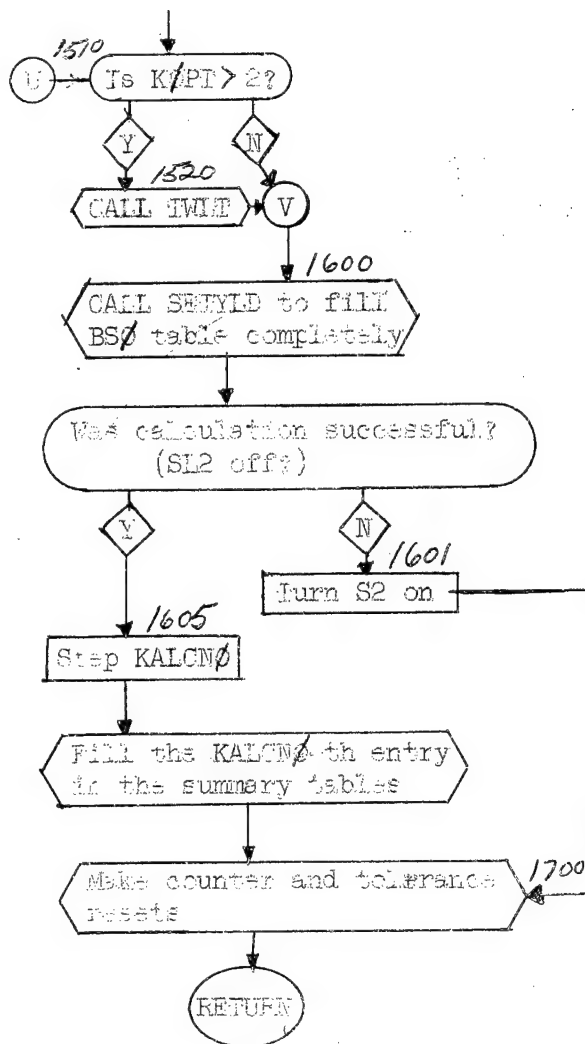 1510
U
Is KØPT > 2?
Y
N
1520
CALL TWLT
V
1600
CALL SETYLD to fill
BSØ table completely
Was calculation successful?
(SL2 off?)
Y
N
1601
Turn S2 on
1605
Step KALCNØ
Fill the KALCNØ th entry
in the summary tables
1700
Make counter and tolerance
resets
RETURN